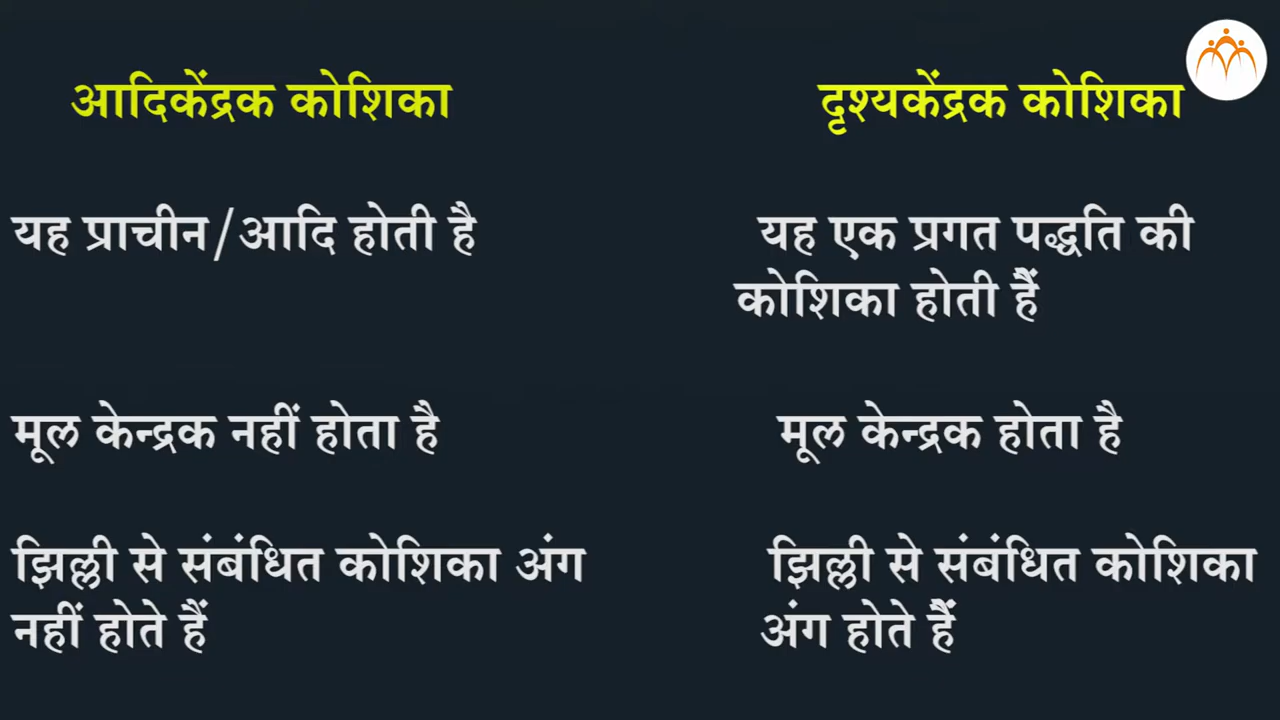 आदिकेंद्रक कोशिका
दृश्यकेंद्रक कोशिका
यह प्राचीन/आदि होती है
यह एक प्रगत पद्धति की
कोशिका होती हैं
मूल केन्द्रक नहीं होता है
मूल केन्द्रक होता है
झिल्ली से संबंधित कोशिका अंग
नहीं होते हैं
झिल्ली से संबंधित कोशिका
अंग होते हैं